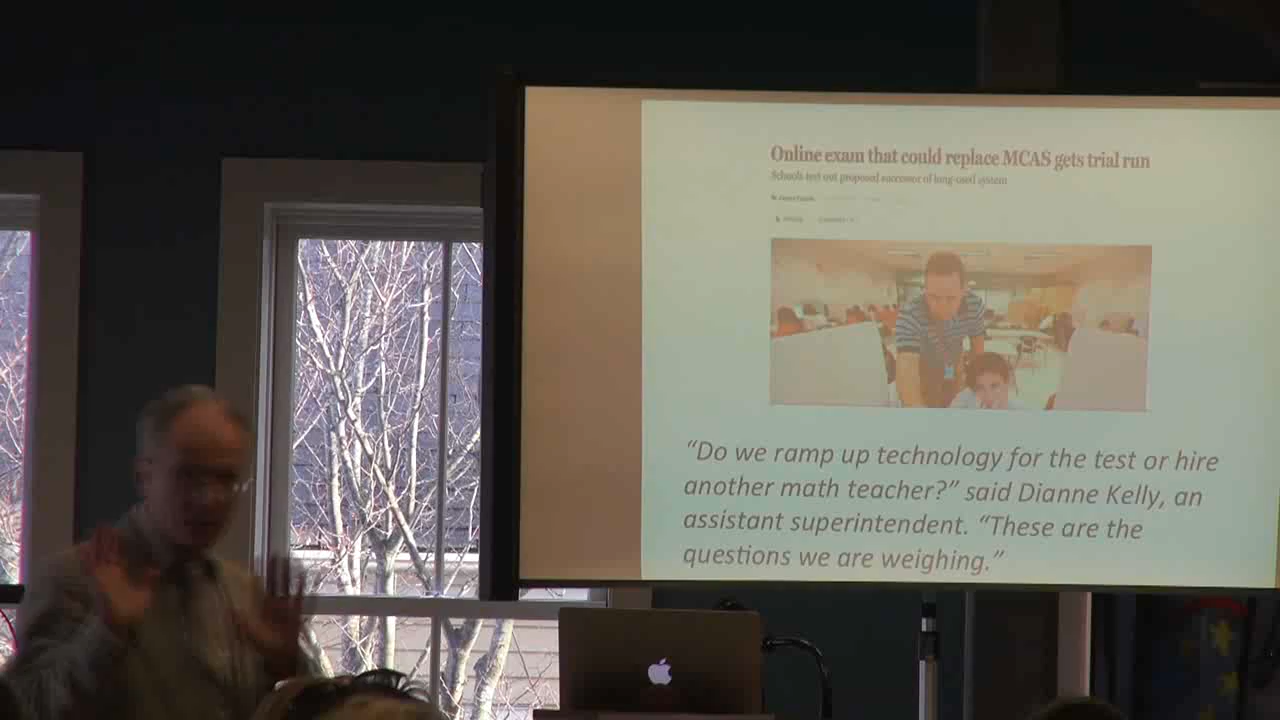 Online exam that could replace MCAS gets trial run
Schools test out proposed successor of long-used system
“Do we ramp up technology for the test or hire
another math teacher?” said Dianne Kelly, an
assistant superintendent. “These are the
questions we are weighing.”